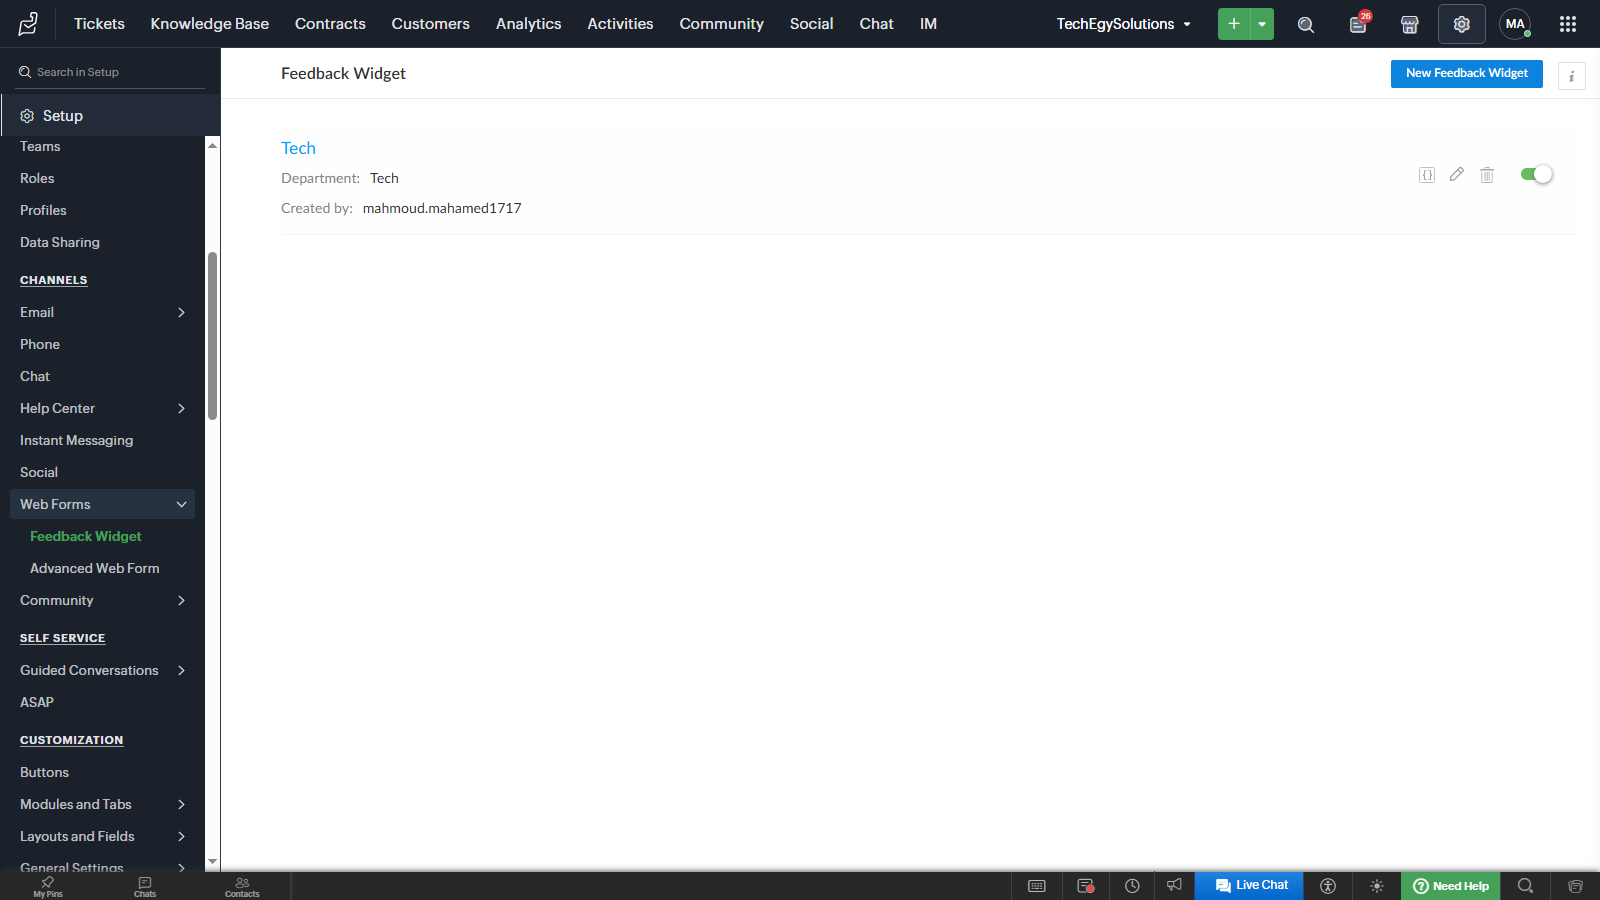 Tickets Knowledge Base Contracts Customers Analytics Activities Community Social Chat IM TechEgySolutions 26 MA
Search in Setup
Setup
Teams
Roles
Profiles
Data Sharing
CHANNELS
Email
Phone
Chat
Help Center
Instant Messaging
Social
Web Forms
Feedback Widget
Advanced Web Form
Community
SELF SERVICE
Guided Conversations
ASAP
CUSTOMIZATION
Buttons
Modules and Tabs
Layouts and Fields
General Settings
Feedback Widget
New Feedback Widget
i
Tech
Department: Tech
Created by: mahmoud.mahamed1717
My Pins
Chats
Contacts
Live Chat
Need Help